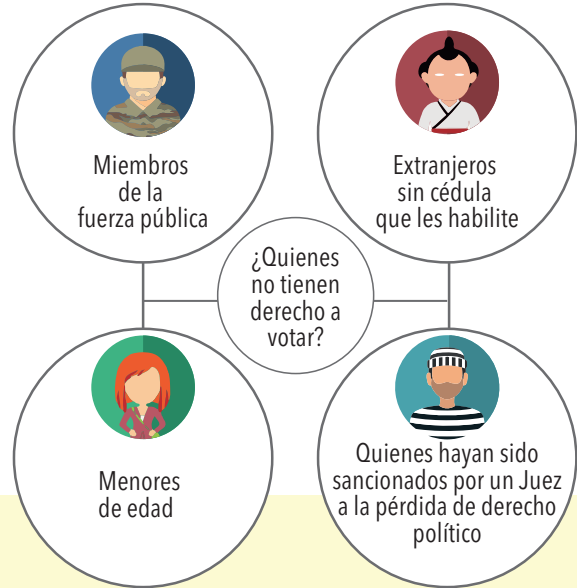 Miembros
de la
fuerza pública
Extranjeros
sin cédula
que les habilite
¿Quienes
no tienen
derecho a
votar?
Menores
de edad
Quienes hayan sido
sancionados por un Juez
a la pérdida de derecho
político